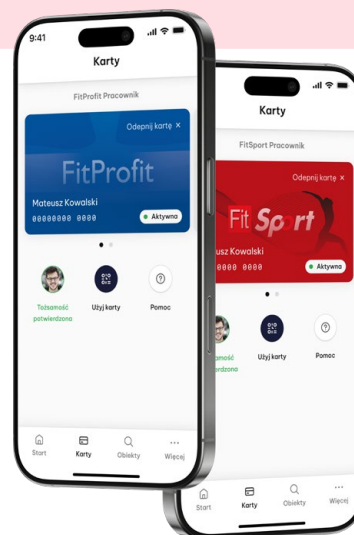 9:41
Karty
FitProfit Pracownik
Odepnij kartę ×
FitProfit
Mateusz Kowalski
00000000 0000
Aktywna
Tożsamość
potwierdzona
Użyj karty
Pomoc
Start
Karty
Obiekty
Więcej
Karty
FitSport Pracownik
Odepnij kartę ×
Fit Sport
usz Kowalski
0000 0000
Aktywna
mość
rdzona
Użyj karty
Pomoc
Start
Karty
Obiekty
Więcej